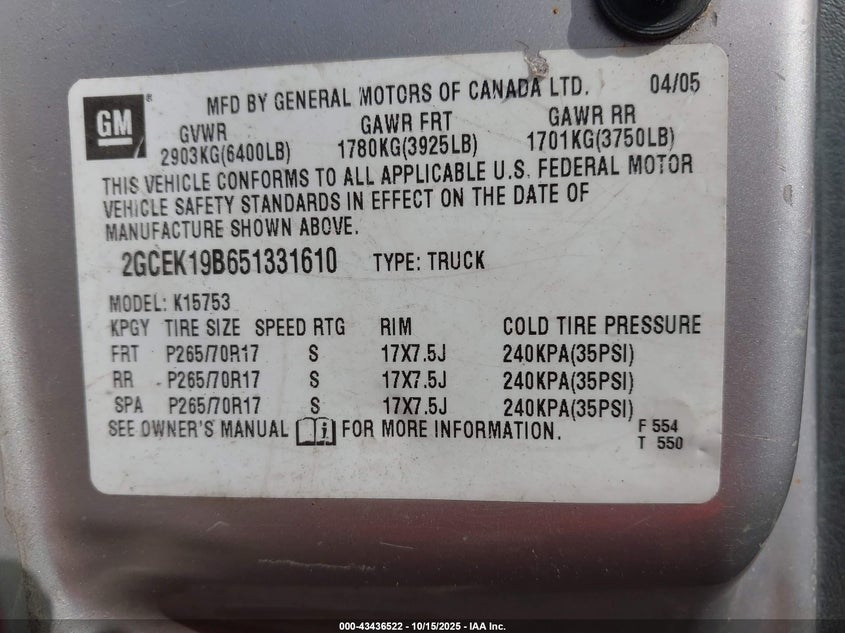 GM®
MFD BY GENERAL MOTORS OF CANADA LTD. 04/05
GVWR GAWR FRT GAWR RR
2903KG(6400LB) 1780KG(3925LB) 1701KG(3750LB)
THIS VEHICLE CONFORMS TO ALL APPLICABLE U.S. FEDERAL MOTOR
VEHICLE SAFETY STANDARDS IN EFFECT ON THE DATE OF
MANUFACTURE SHOWN ABOVE.
2GCEK19B651331610 TYPE: TRUCK
MODEL: K15753
KPGY TIRE SIZE SPEED RTG RIM COLD TIRE PRESSURE
FRT P265/70R17 S 17X7.5J 240KPA(35PSI)
RR P265/70R17 S 17X7.5J 240KPA(35PSI)
SPA P265/70R17 S 17X7.5J 240KPA(35PSI)
SEE OWNER'S MANUAL i FOR MORE INFORMATION.
F 554
T 550
000-43436522 - 10/15/2025 - IAA Inc.